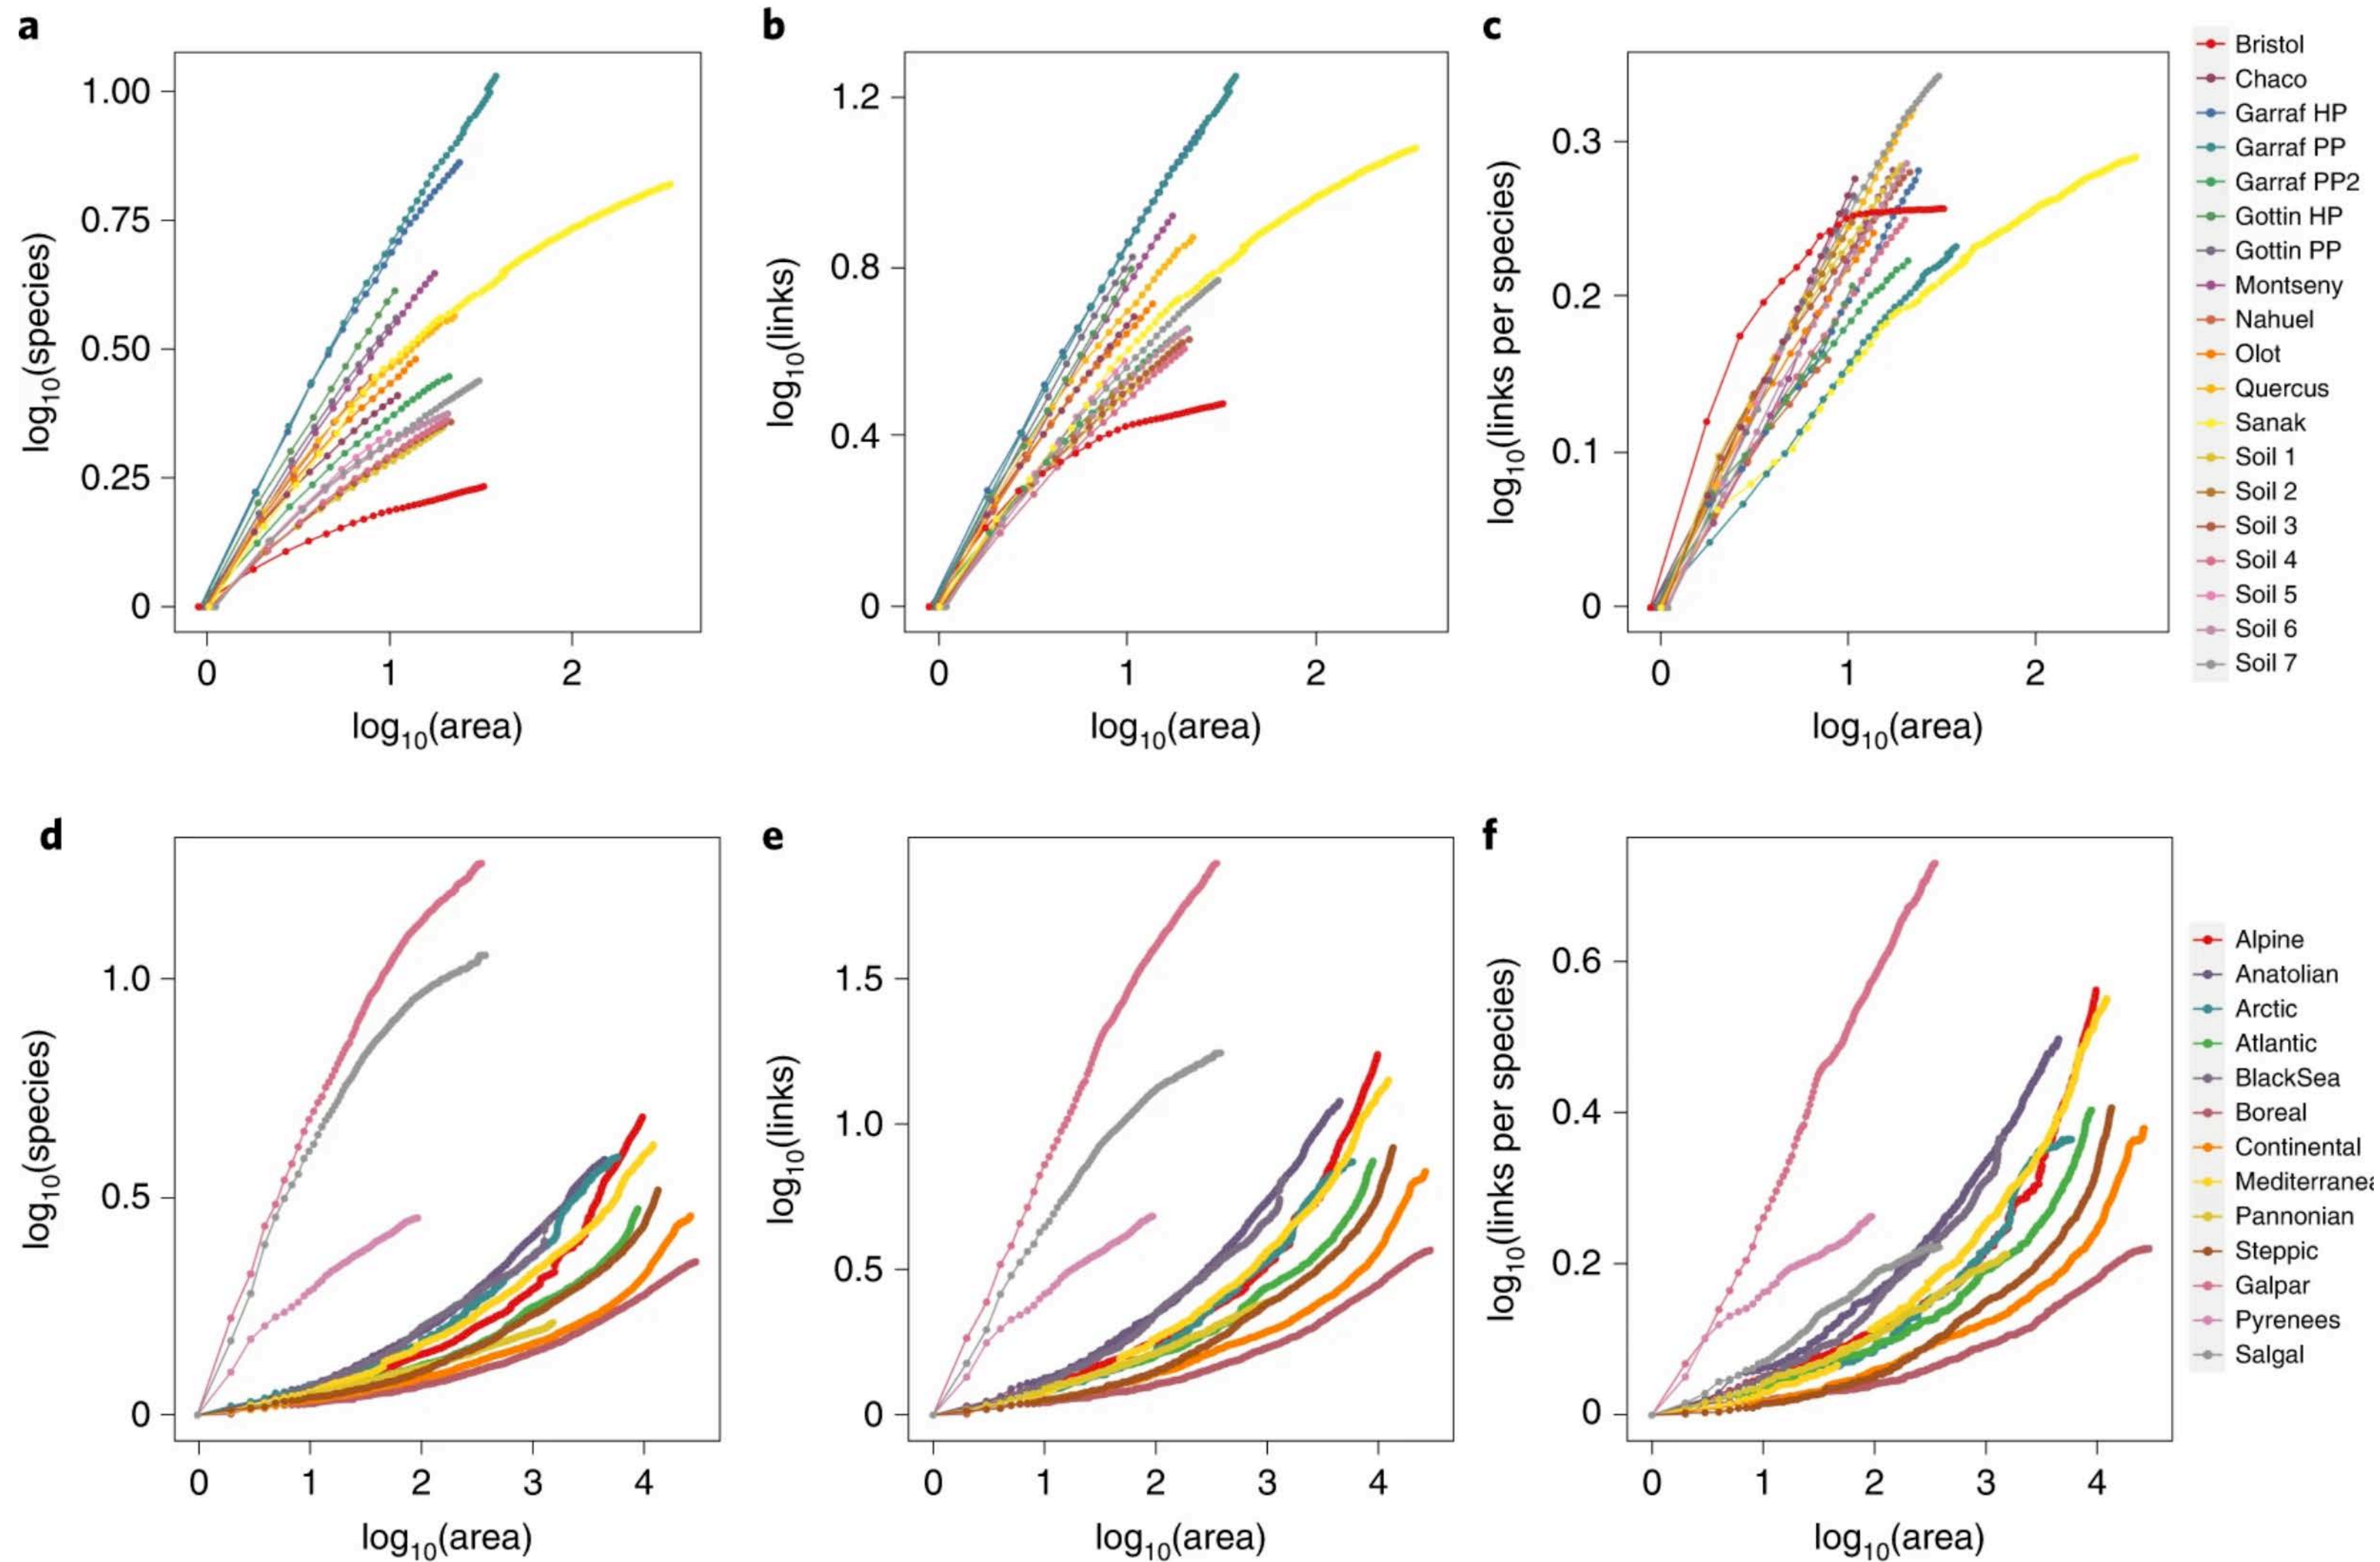 a
log10(species)
1.00
0.75
0.50
0.25
0
0 1 2
log10(area)
b
log10(links)
1.2
0.8
0.4
0
0 1 2
log10(area)
c
log10(links per species)
0.3
0.2
0.1
0
0 1 2
log10(area)
Bristol
Chaco
Garraf HP
Garraf PP
Garraf PP2
Gottin HP
Gottin PP
Montseny
Nahuel
Olot
Quercus
Sanak
Soil 1
Soil 2
Soil 3
Soil 4
Soil 5
Soil 6
Soil 7
d
log10(species)
1.0
0.5
0
0 1 2 3 4
log10(area)
e
log10(links)
1.5
1.0
0.5
0
0 1 2 3 4
log10(area)
f
log10(links per species)
0.6
0.4
0.2
0
0 1 2 3 4
log10(area)
Alpine
Anatolian
Arctic
Atlantic
BlackSea
Boreal
Continental
Mediterranea
Pannonian
Steppic
Galpar
Pyrenees
Salgal